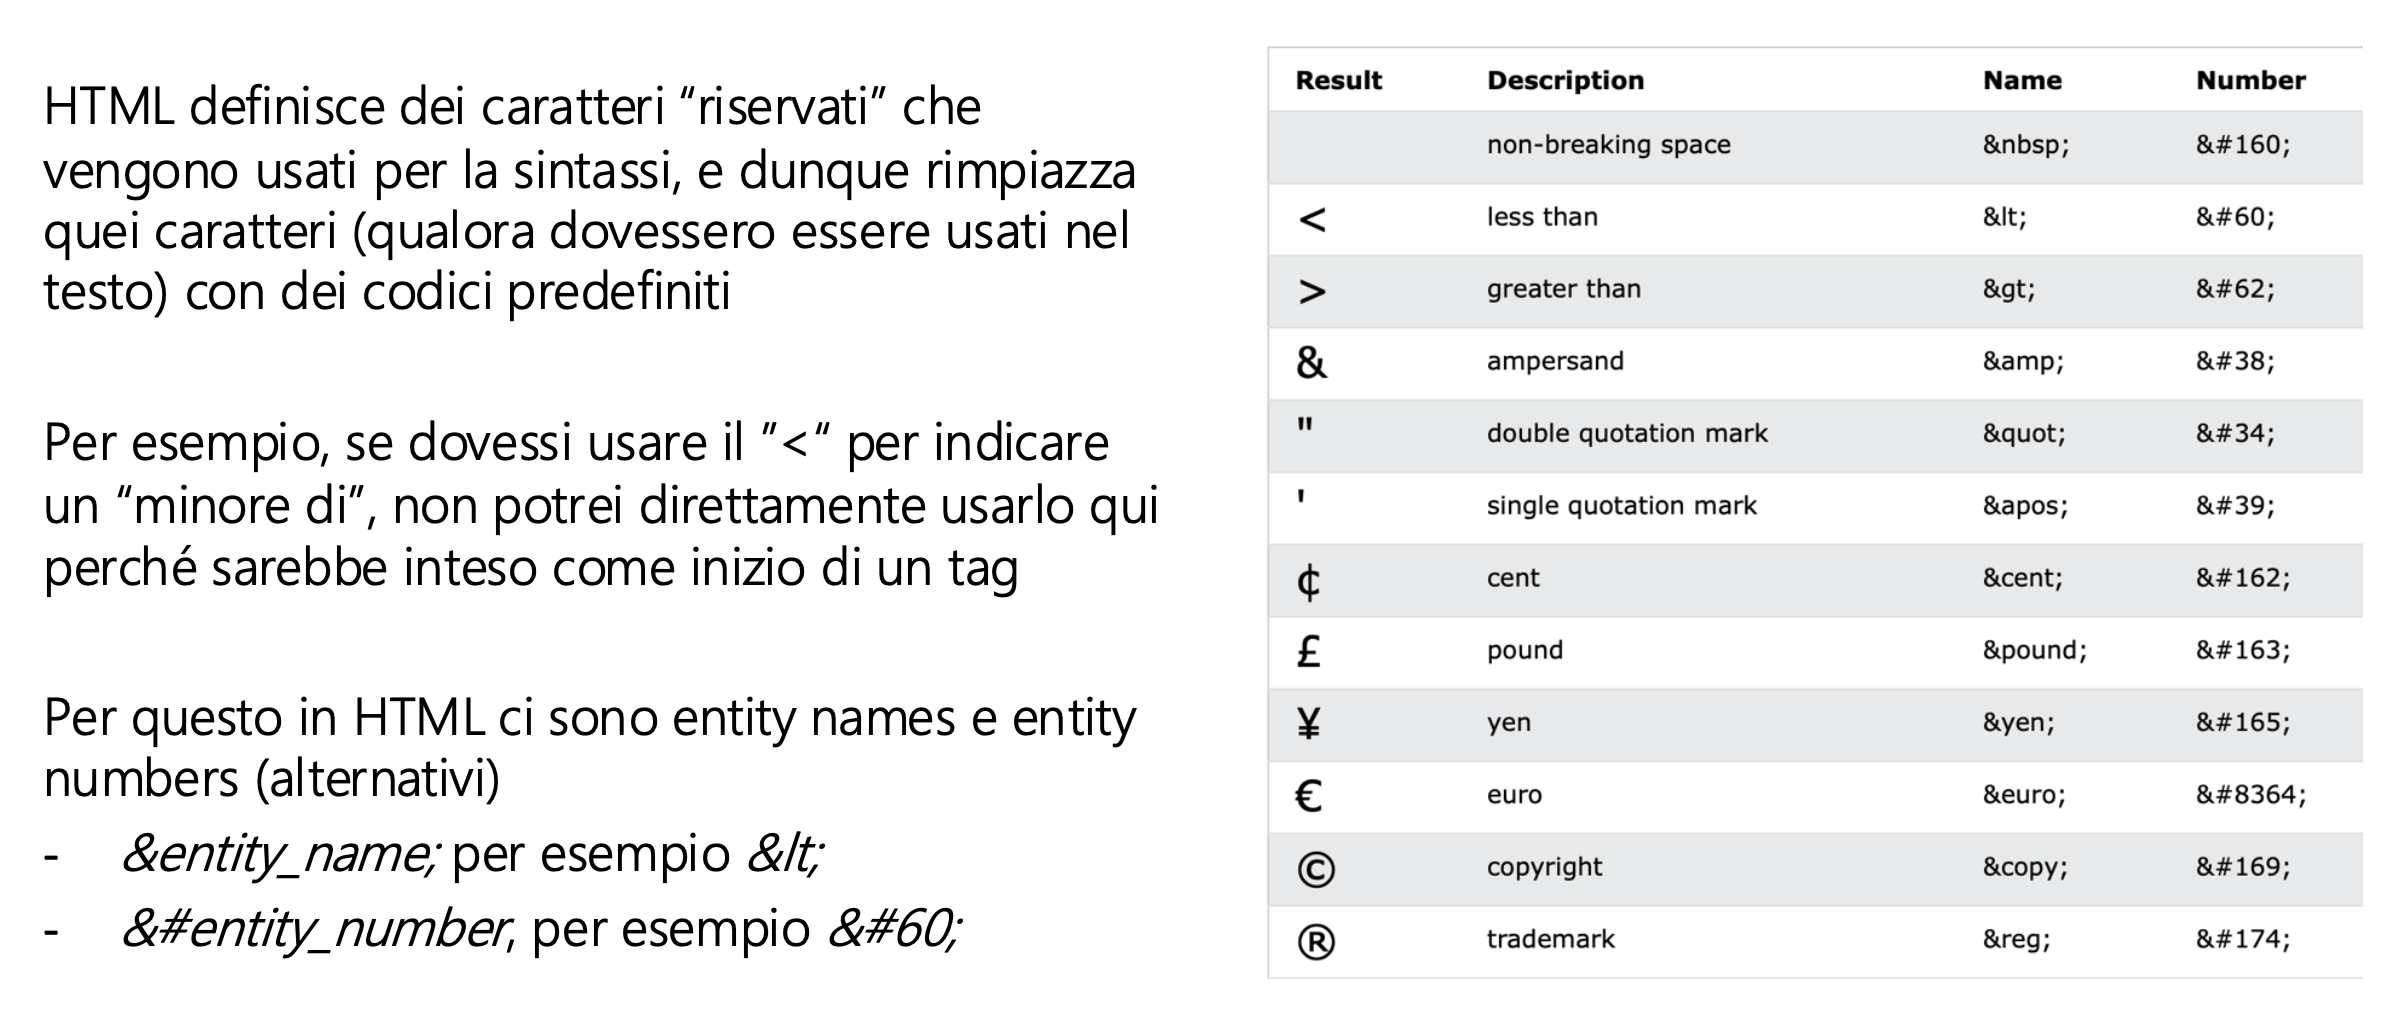 HTML definisce dei caratteri “riservati” che
vengono usati per la sintassi, e dunque rimpiazza
quei caratteri (qualora dovessero essere usati nel
testo) con dei codici predefiniti
Per esempio, se dovessi usare il ”<“ per indicare
un “minore di”, non potrei direttamente usarlo qui
perché sarebbe inteso come inizio di un tag
Per questo in HTML ci sono entity names e entity
numbers (alternativi)
- &entity_name; per esempio &lt;
- &#entity_number, per esempio &#60;
Result Description Name Number
non-breaking space &nbsp; &#160;
< less than &lt; &#60;
> greater than &gt; &#62;
& ampersand &amp; &#38;
" double quotation mark &quot; &#34;
' single quotation mark &apos; &#39;
¢ cent &cent; &#162;
£ pound &pound; &#163;
¥ yen &yen; &#165;
€ euro &euro; &#8364;
© copyright &copy; &#169;
® trademark &reg; &#174;